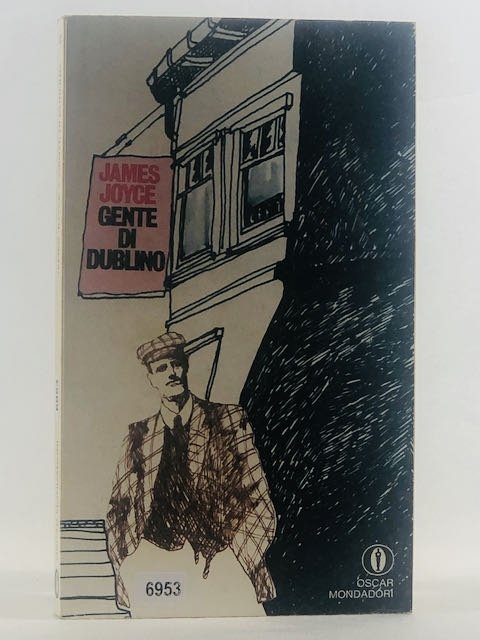 JAMES
JOYCE
GENTE
DI
DUBLINO
6953
OSCAR
MONDADORI